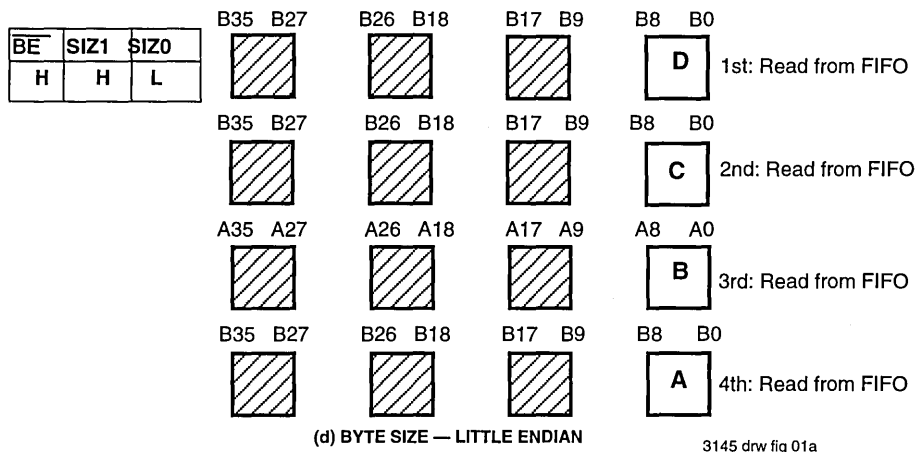 B35 B27 B26 B18 B17 B9 B8 B0
BE SIZ1 SIZ0
H H L
D 1st: Read from FIFO
B35 B27 B26 B18 B17 B9 B8 B0
C 2nd: Read from FIFO
A35 A27 A26 A18 A17 A9 A8 A0
B 3rd: Read from FIFO
B35 B27 B26 B18 B17 B9 B8 B0
A 4th: Read from FIFO
(d) BYTE SIZE — LITTLE ENDIAN
3145 drw fig 01a